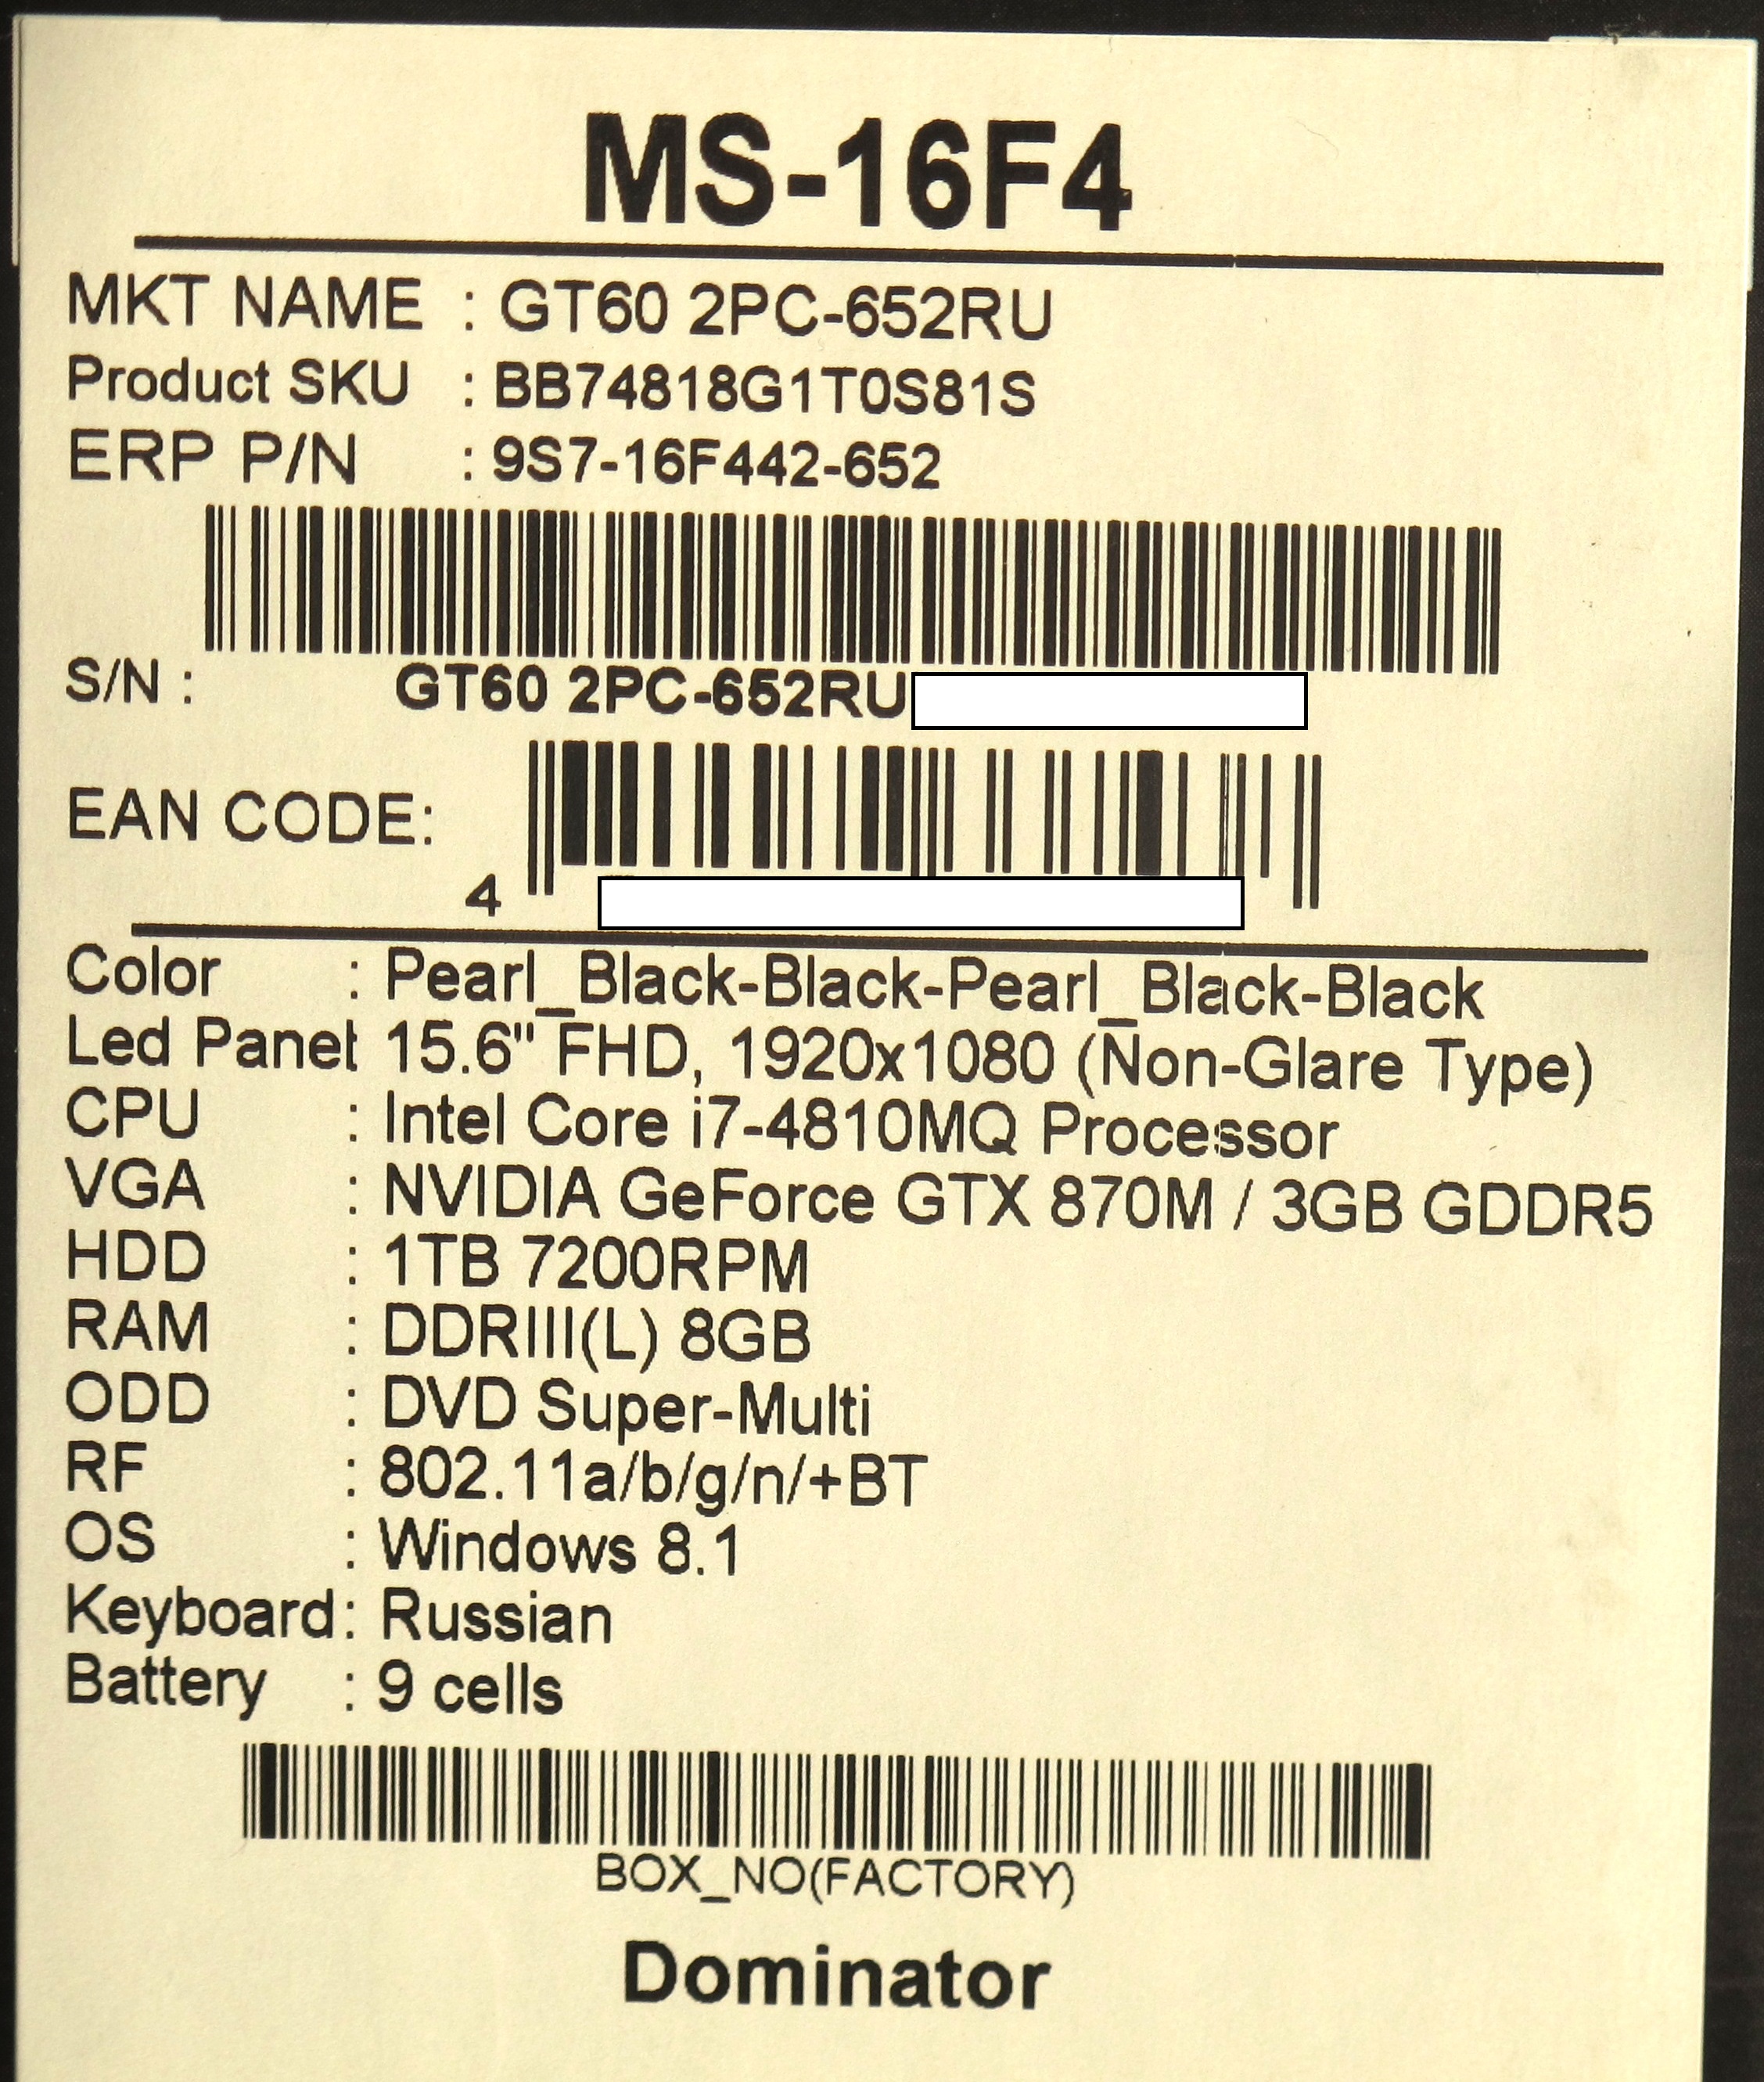 MS-16F4
MKT NAME : GT60 2PC-652RU
Product SKU : BB74818G1T0S81S
ERP P/N : 9S7-16F442-652
S/N : GT60 2PC-652RU
EAN CODE:
4
Color : Pearl_Black-Black-Pearl_Black-Black
Led Panel 15.6" FHD, 1920x1080 (Non-Glare Type)
CPU : Intel Core i7-4810MQ Processor
VGA : NVIDIA GeForce GTX 870M / 3GB GDDR5
HDD : 1TB 7200RPM
RAM : DDRIII(L) 8GB
ODD : DVD Super-Multi
RF : 802.11a/b/g/n/+BT
OS : Windows 8.1
Keyboard: Russian
Battery : 9 cells
BOX_NO(FACTORY)
Dominator